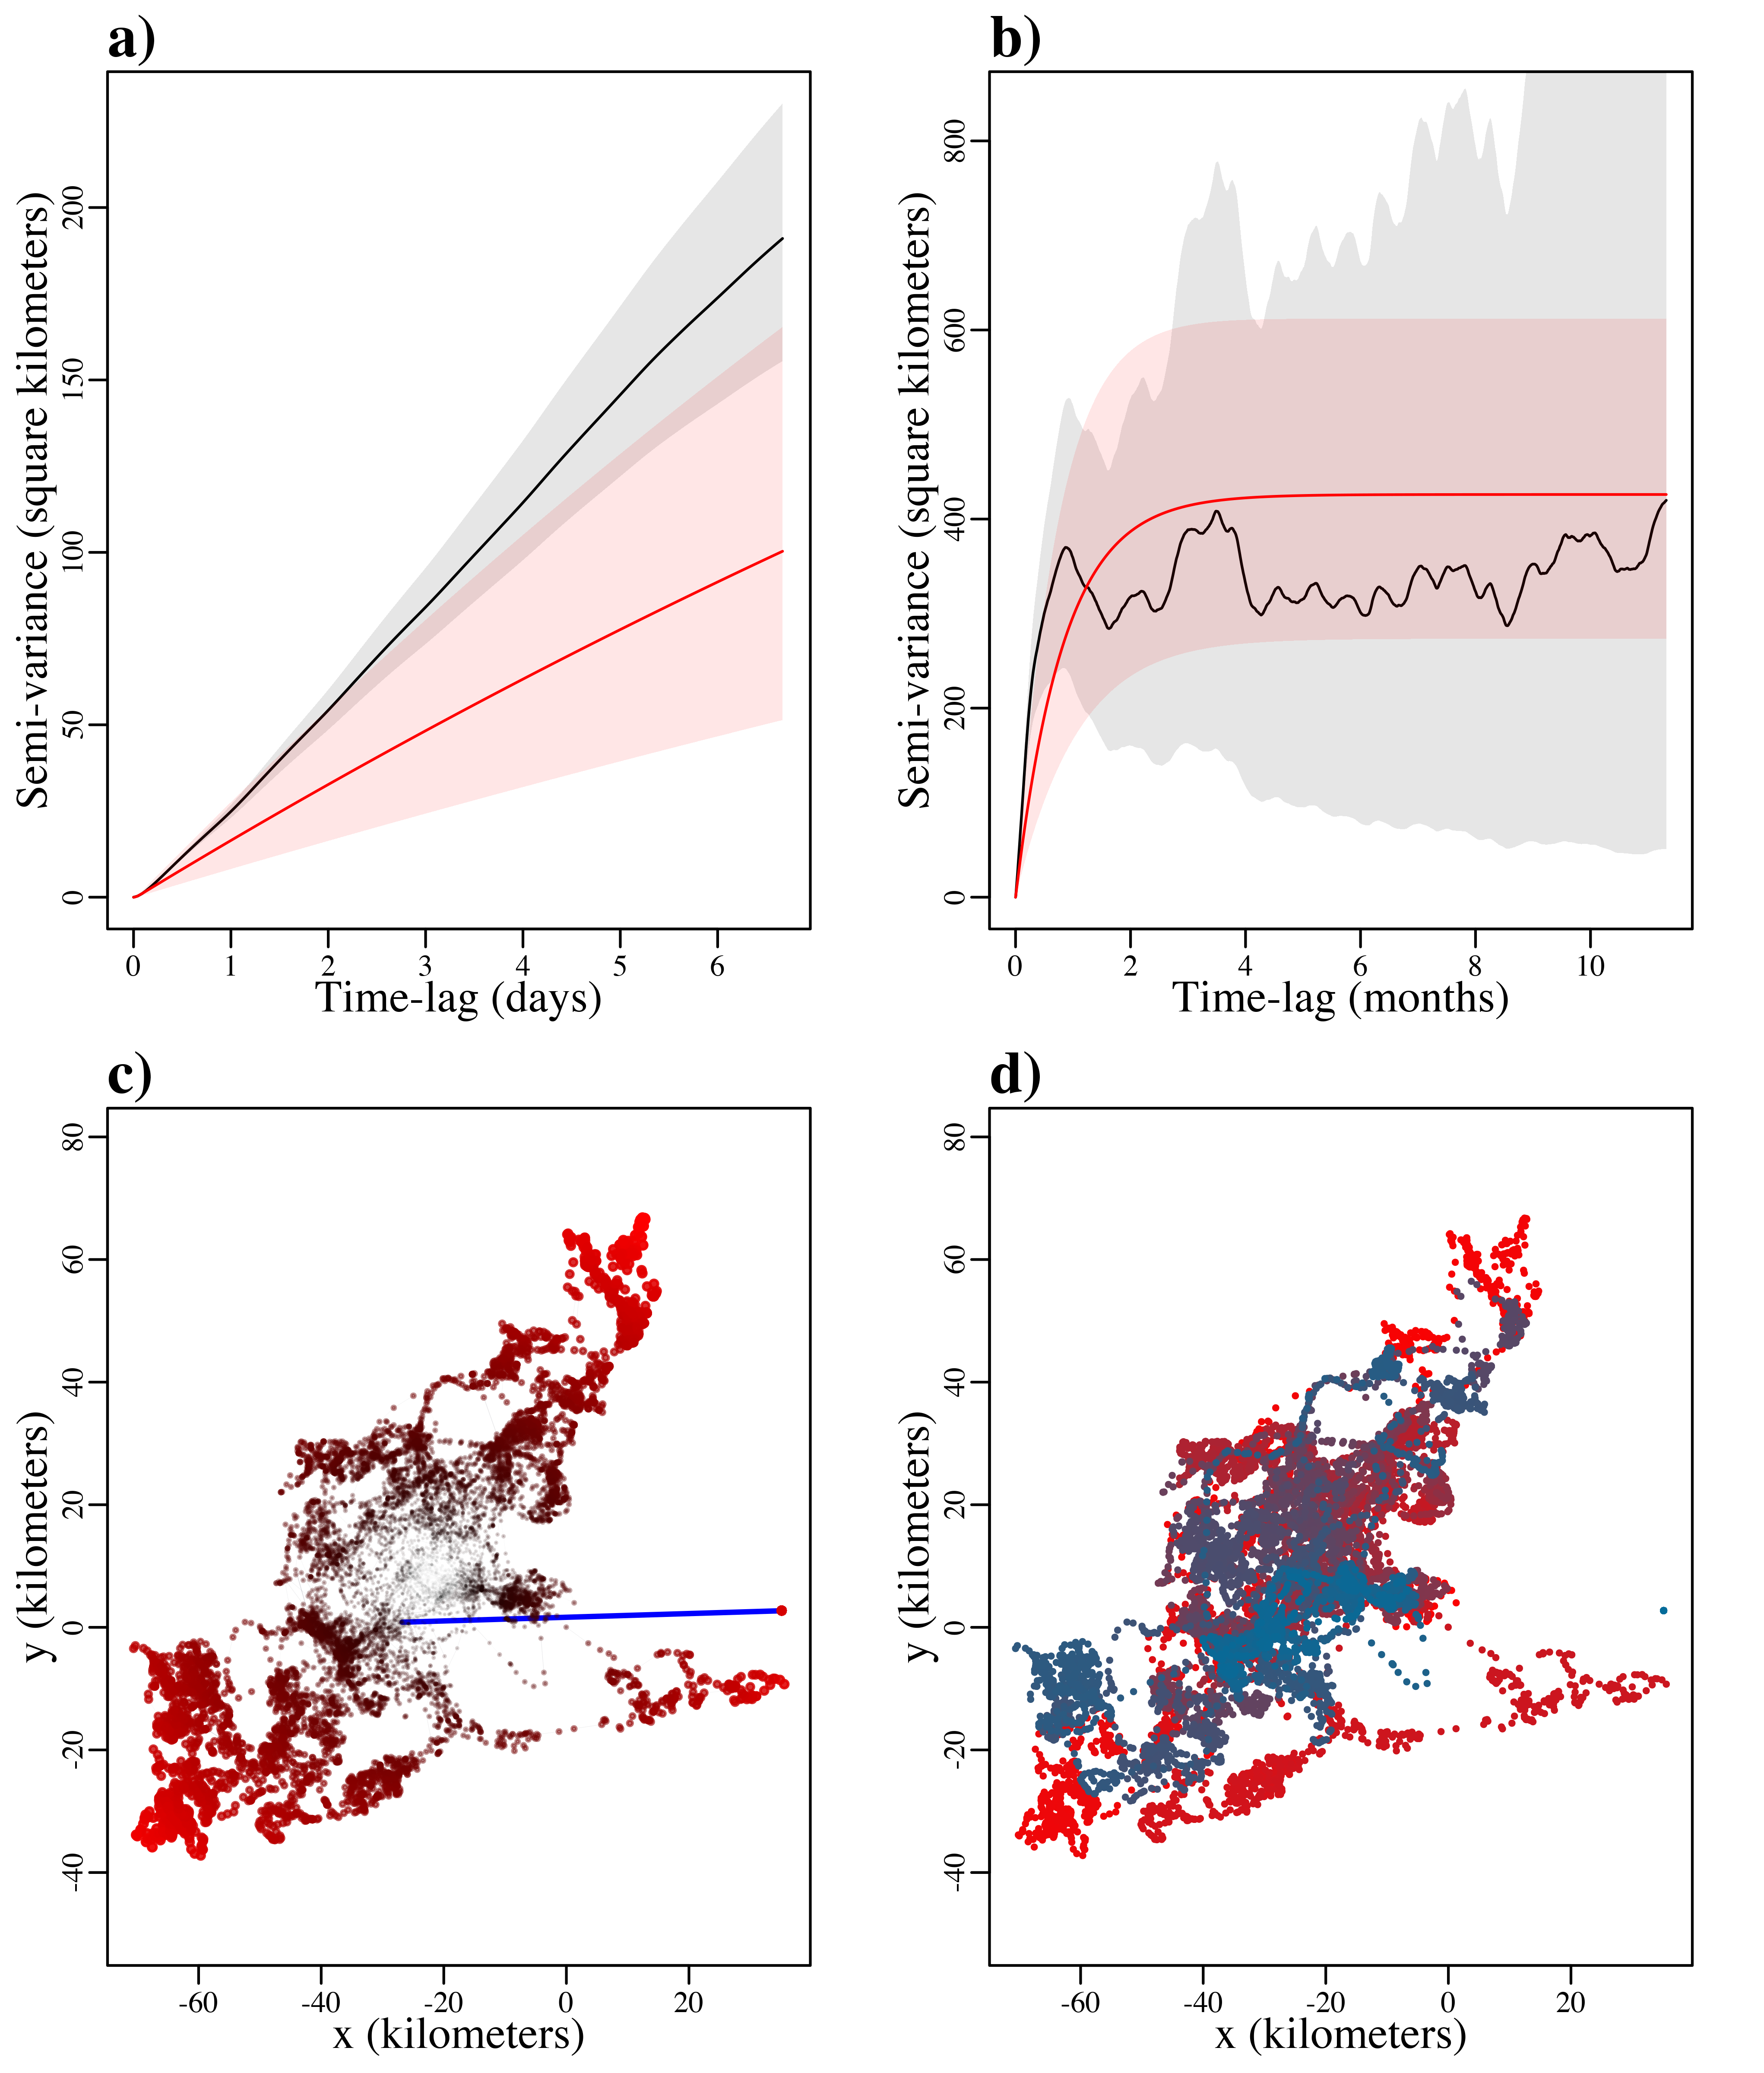 a)
Semi-variance (square kilometers)
200
150
100
50
0
0 1 2 3 4 5 6
Time-lag (days)
b)
Semi-variance (square kilometers)
800
600
400
200
0
0 2 4 6 8 10
Time-lag (months)
c)
y (kilometers)
80
60
40
20
0
-20
-40
-60 -40 -20 0 20
x (kilometers)
d)
y (kilometers)
80
60
40
20
0
-20
-40
-60 -40 -20 0 20
x (kilometers)